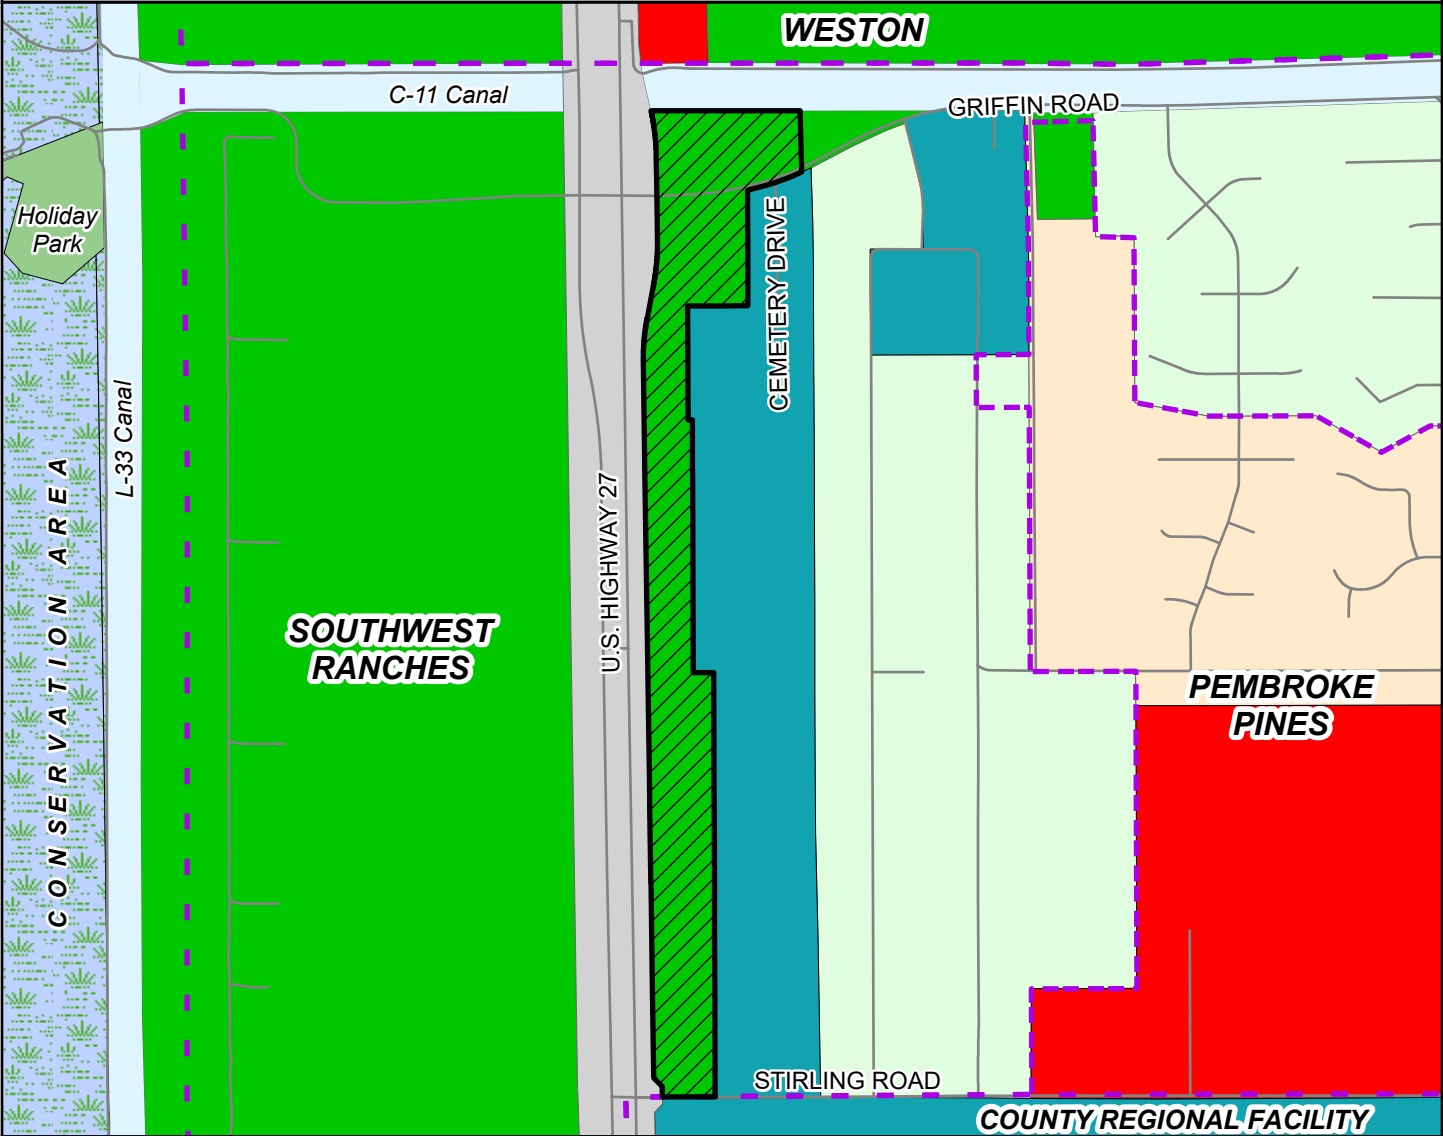 WESTON
C-11 Canal
GRIFFIN ROAD
Holiday
Park
CEMETERY DRIVE
L-33 Canal
CONSERVATION AREA
U.S. HIGHWAY 27
SOUTHWEST
RANCHES
PEMBROKE
PINES
STIRLING ROAD
COUNTY REGIONAL FACILITY